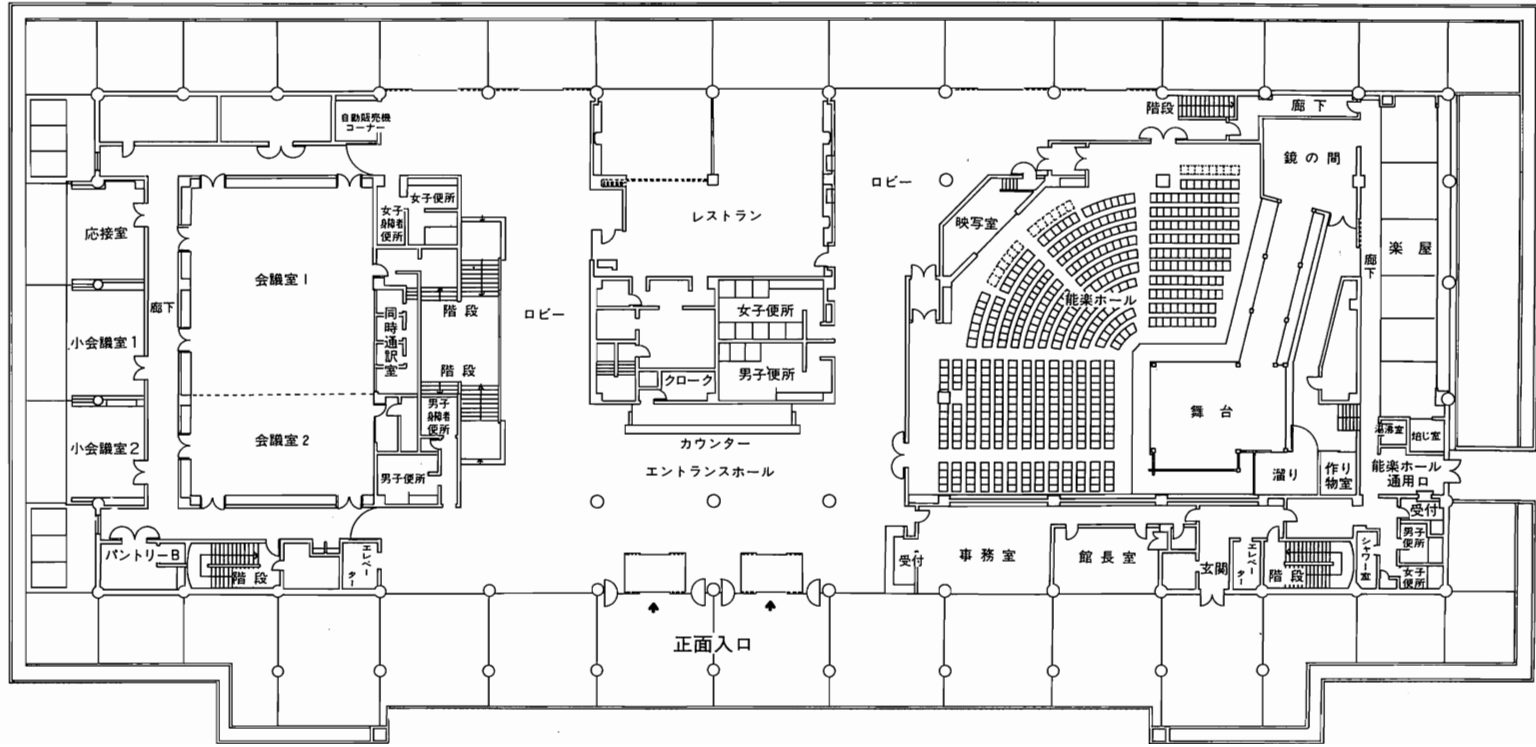 階段
廊下
自動販売機
コーナー
鏡の間
ロビー
女子便所
女子
身障者
便所
レストラン
映写室
応接室
楽屋
会議室1
廊下
廊下
能楽ホール
階段
ロビー
女子便所
同時通訳室
小会議室1
階段
男子便所
クローク
男子
身障者
便所
舞台
カウンター
会議室2
小会議室2
湯沸室
焙じ室
エントランスホール
男子便所
溜り
作り
物室
能楽ホール
通用口
受付
パントリーB
階段
エレベーター
受付
事務室
館長室
玄関
エレベーター
階段
シャワー室
男子
便所
女子
便所
正面入口